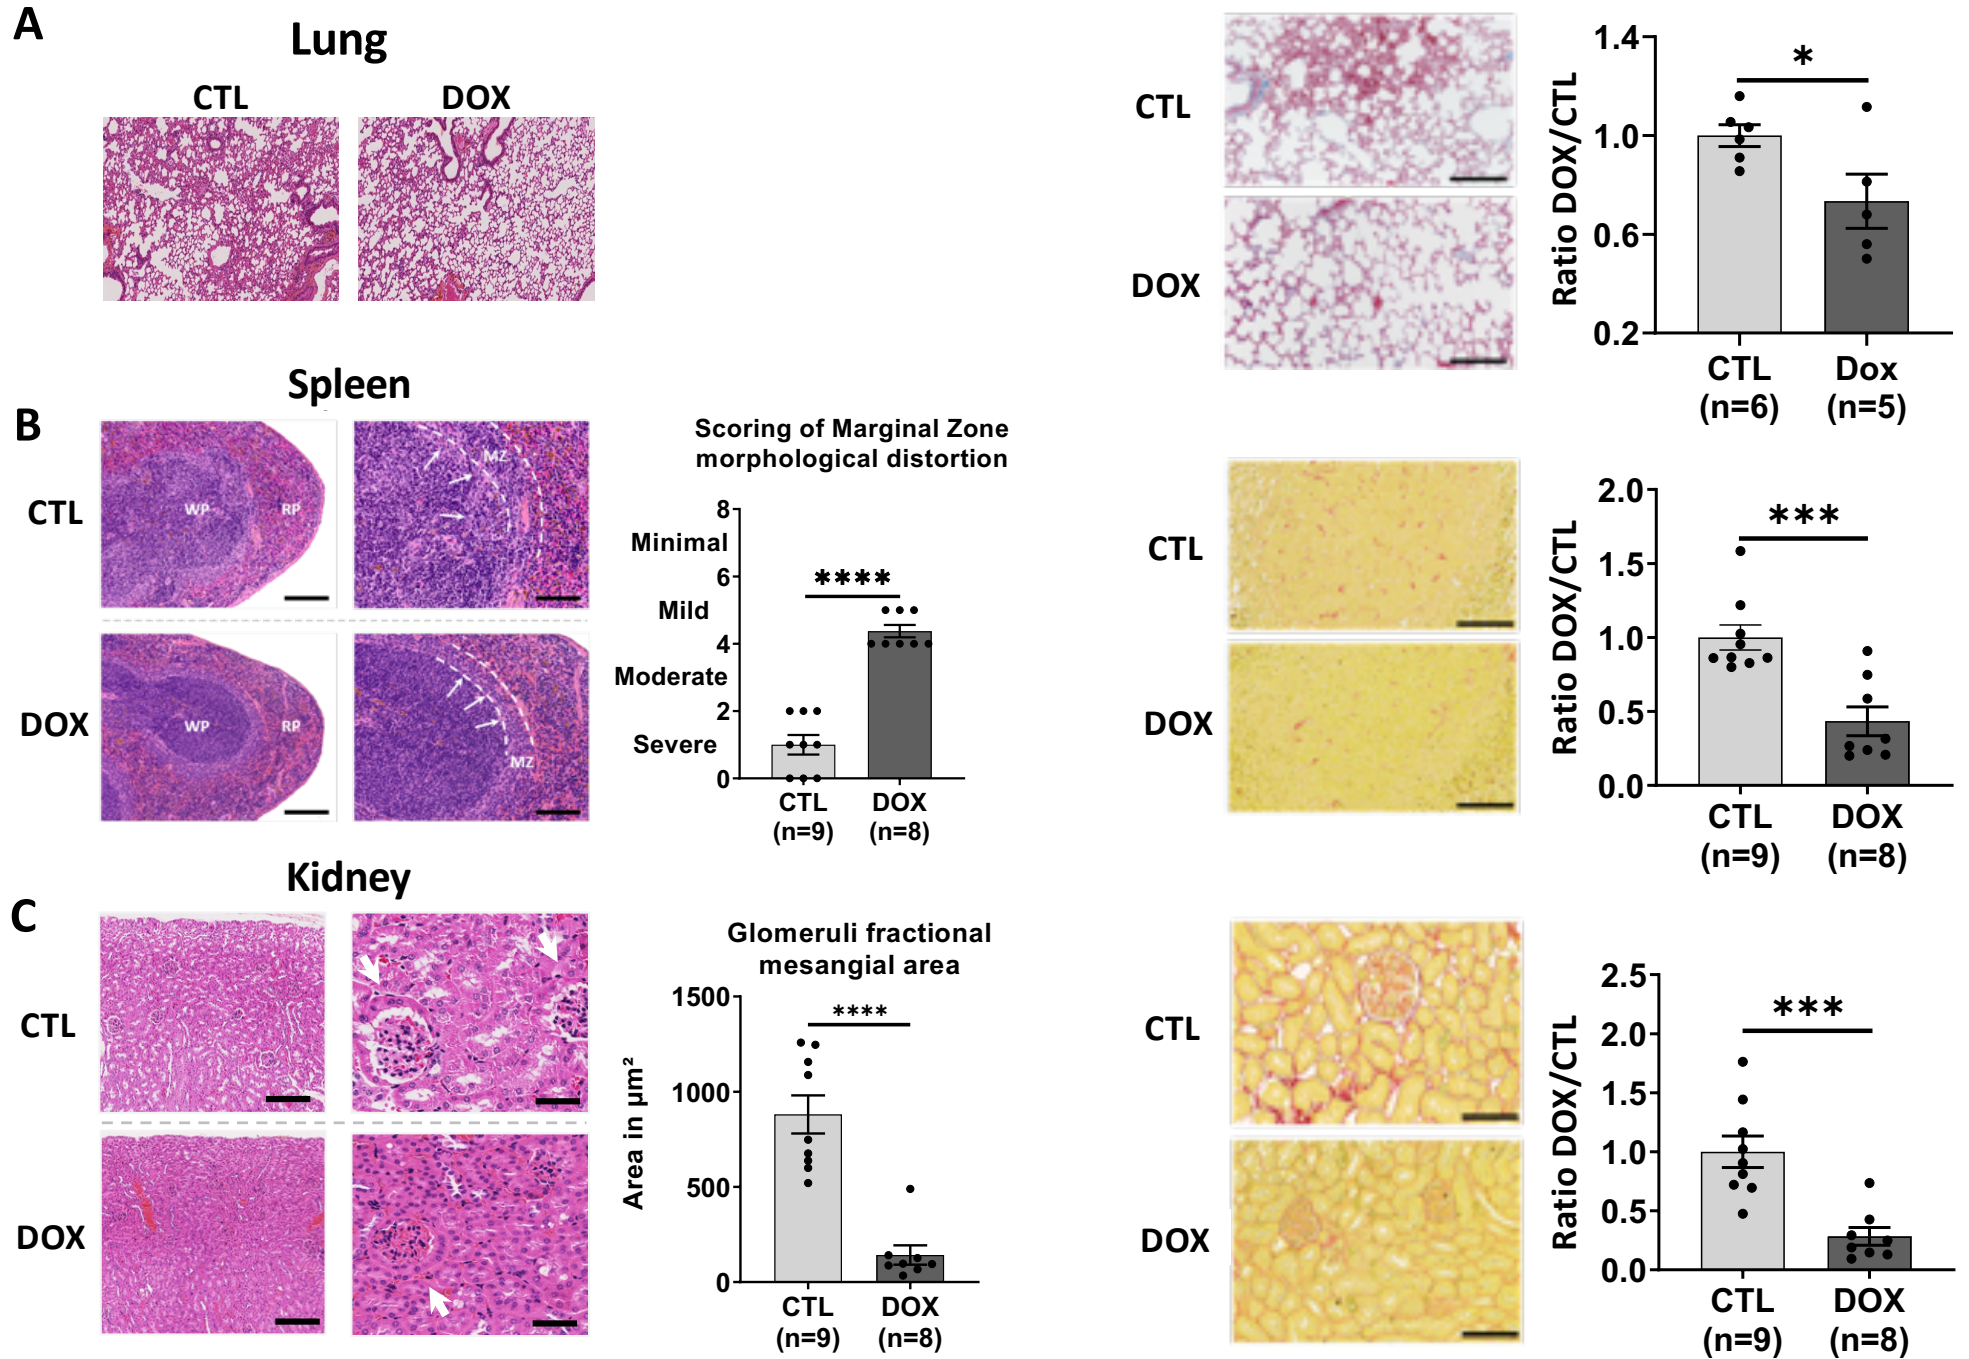 A
Lung
CTL
DOX
CTL
DOX
Ratio DOX/CTL
1.4
1.0
0.6
0.2
*
CTL
(n=6)
Dox
(n=5)
B
Spleen
CTL
DOX
WP
RP
MZ
WP
RP
MZ
Scoring of Marginal Zone
morphological distortion
8
Minimal
6
Mild
4
Moderate
2
Severe
0
****
CTL
(n=9)
DOX
(n=8)
CTL
DOX
Ratio DOX/CTL
2.0
1.5
1.0
0.5
0.0
***
CTL
(n=9)
DOX
(n=8)
C
Kidney
CTL
DOX
Glomeruli fractional
mesangial area
Area in µm²
1500
1000
500
0
****
CTL
(n=9)
DOX
(n=8)
CTL
DOX
Ratio DOX/CTL
2.5
2.0
1.5
1.0
0.5
0.0
***
CTL
(n=9)
DOX
(n=8)